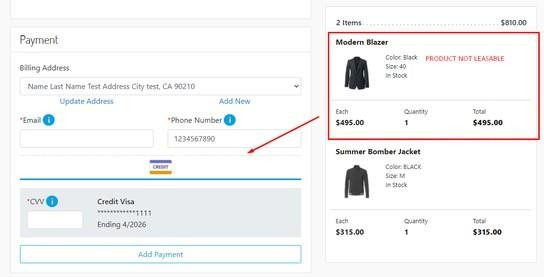 Payment
Billing Address
Name Last Name Test Address City test, CA 90210
Update Address
Add New
*Email i
*Phone Number i
1234567890
CREDIT
*CVV i
Credit Visa
************1111
Ending 4/2026
Add Payment
2 Items
$810.00
Modern Blazer
Color: Black
PRODUCT NOT LEASABLE
Size: 40
In Stock
Each
Quantity
Total
$495.00
1
$495.00
Summer Bomber Jacket
Color: BLACK
Size: M
In Stock
Each
Quantity
Total
$315.00
1
$315.00